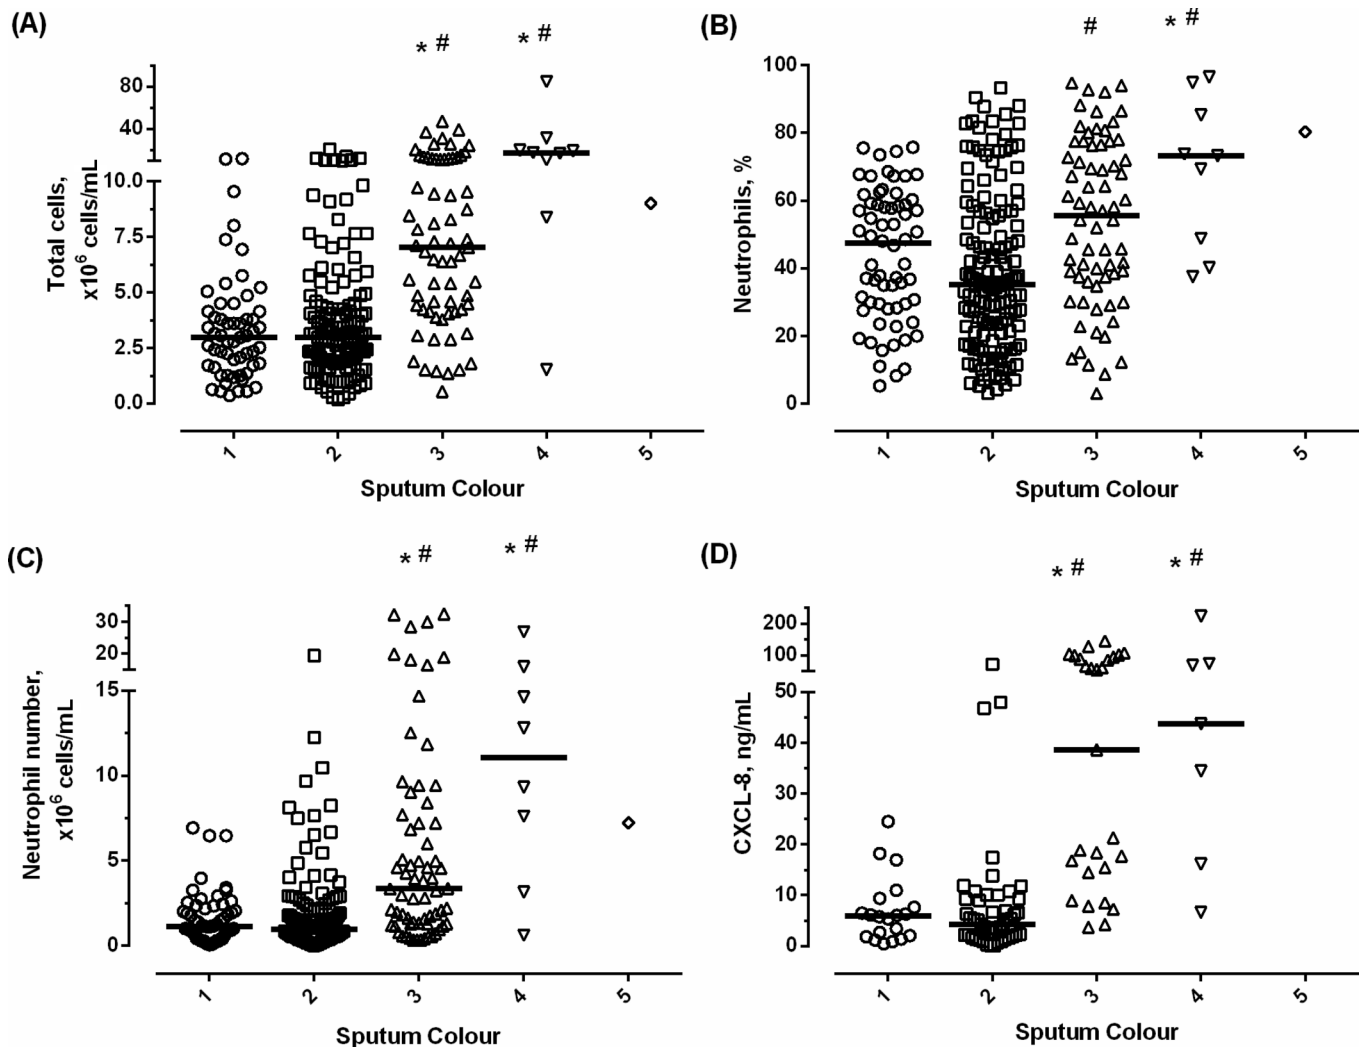 (A)
* # * #
80
40
10.0
7.5
5.0
2.5
0.0
Total cells,
x10⁶ cells/mL
1 2 3 4 5
Sputum Colour
(B)
# * #
100
80
60
40
20
0
Neutrophils, %
1 2 3 4 5
Sputum Colour
(C)
* # * #
30
20
15
10
5
0
Neutrophil number,
x10⁶ cells/mL
1 2 3 4 5
Sputum Colour
(D)
* # * #
200
100
50
40
30
20
10
0
CXCL-8, ng/mL
1 2 3 4 5
Sputum Colour